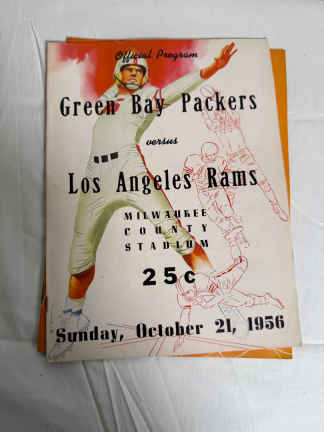 Official Program
Green Bay Packers
versus
Los Angeles Rams
MILWAUKEE
COUNTY
STADIUM
25c
Sunday, October 21, 1956